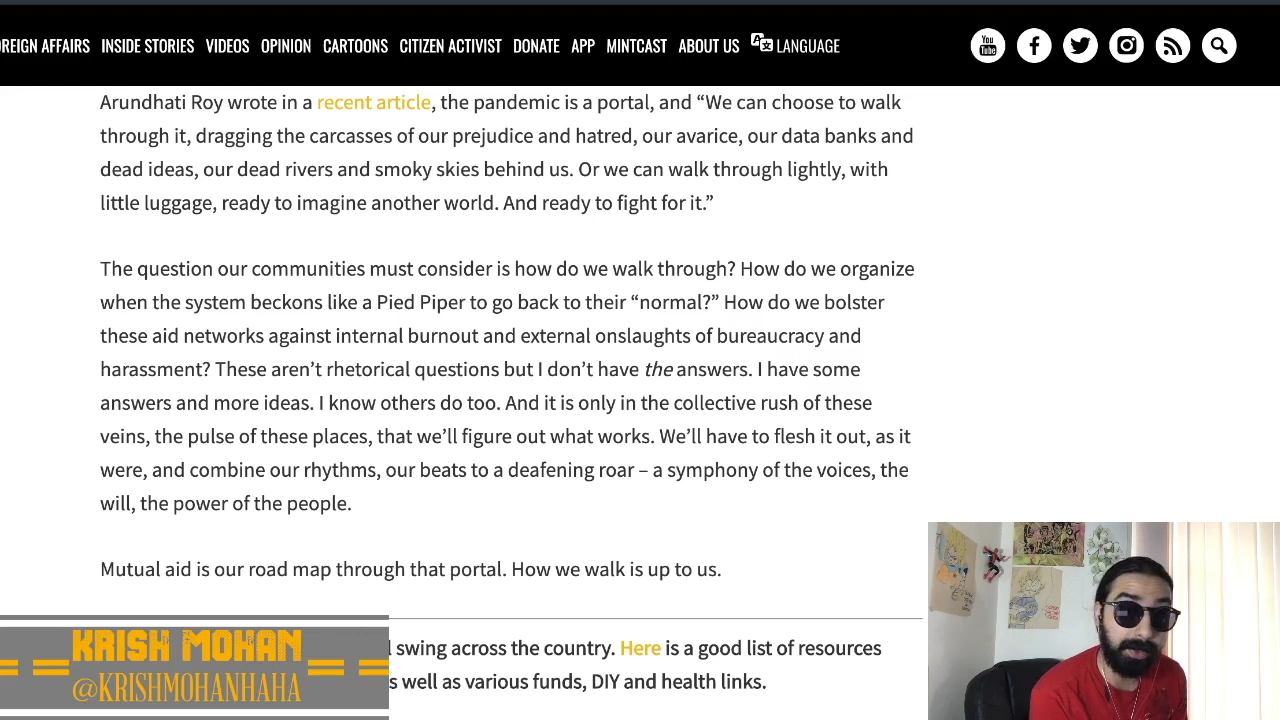 REIGN AFFAIRS INSIDE STORIES VIDEOS OPINION CARTOONS CITIZEN ACTIVIST DONATE APP MINTCAST ABOUT US LANGUAGE
You Tube
Arundhati Roy wrote in a recent article, the pandemic is a portal, and “We can choose to walk
through it, dragging the carcasses of our prejudice and hatred, our avarice, our data banks and
dead ideas, our dead rivers and smoky skies behind us. Or we can walk through lightly, with
little luggage, ready to imagine another world. And ready to fight for it.”
The question our communities must consider is how do we walk through? How do we organize
when the system beckons like a Pied Piper to go back to their “normal?” How do we bolster
these aid networks against internal burnout and external onslaughts of bureaucracy and
harassment? These aren’t rhetorical questions but I don’t have the answers. I have some
answers and more ideas. I know others do too. And it is only in the collective rush of these
veins, the pulse of these places, that we’ll figure out what works. We’ll have to flesh it out, as it
were, and combine our rhythms, our beats to a deafening roar – a symphony of the voices, the
will, the power of the people.
Mutual aid is our road map through that portal. How we walk is up to us.
swing across the country. Here is a good list of resources
s well as various funds, DIY and health links.
KRISH MOHAN
@KRISHMOHANHAHA